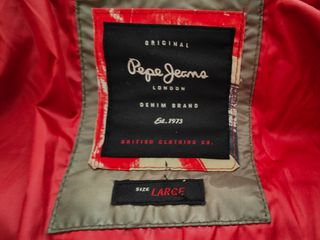 ORIGINAL
Pepe Jeans
LONDON
DENIM BRAND
Est. 1973
BRITISH CLOTHING CO.
SIZE LARGE